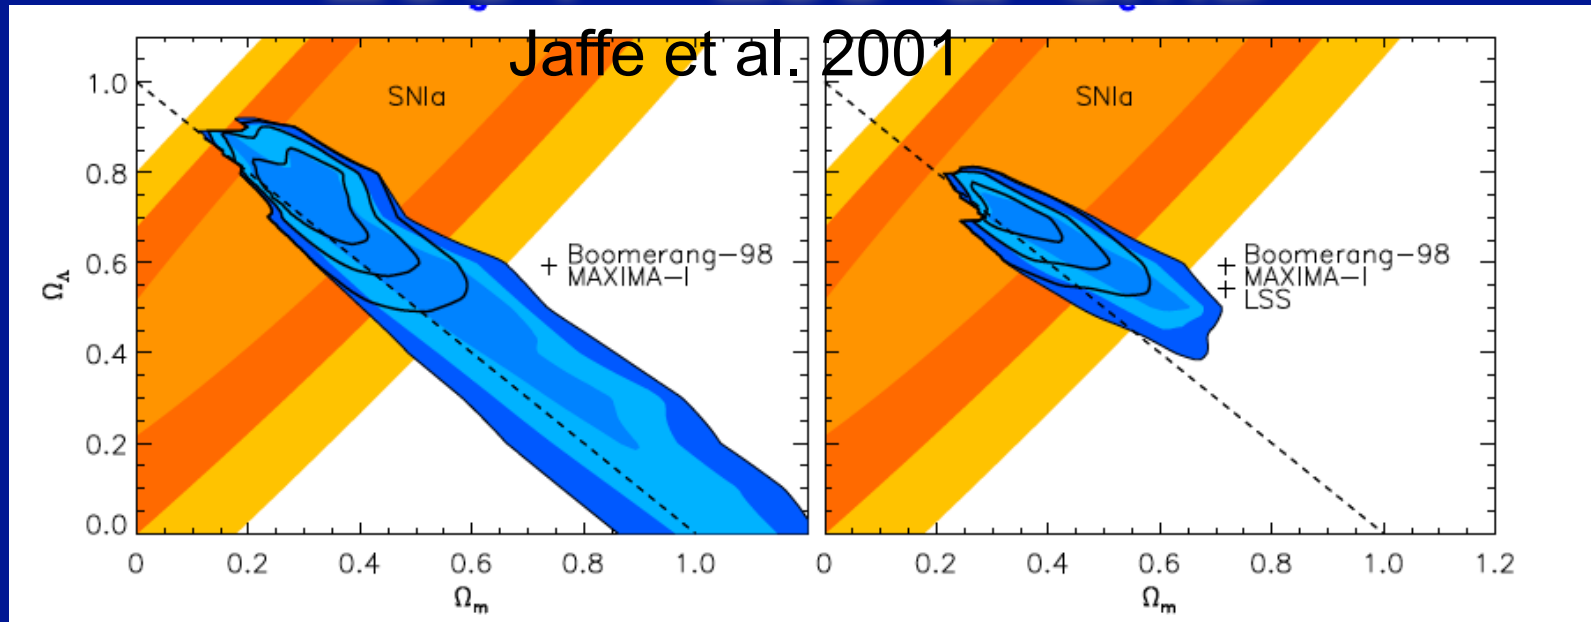 Jaffe et al. 2001
SNIa
SNIa
1.0
0.8
0.6
0.4
0.2
0.0
Ω_Λ
+ Boomerang−98
MAXIMA−I
+ Boomerang−98
MAXIMA−I
+ LSS
0 0.2 0.4 0.6 0.8 1.0
0 0.2 0.4 0.6 0.8 1.0 1.2
Ω_m
Ω_m